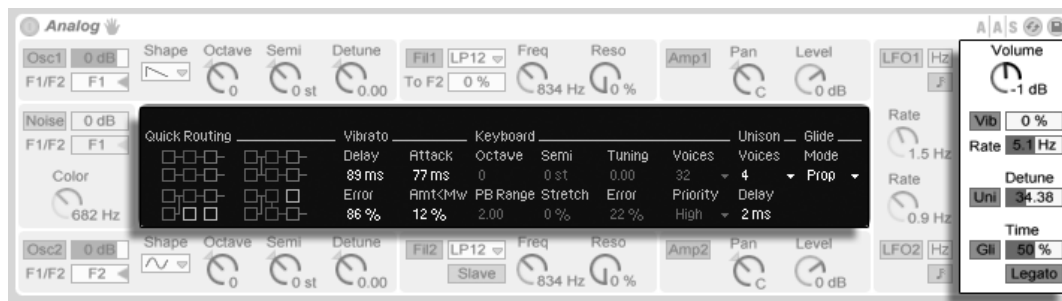 Analog
A|A|S
Osc1 0 dB Shape Octave Semi Detune Fil1 LP12 Freq Reso Amp1 Pan Level LFO1 Hz Volume
F1/F2 F1 0 0 st 0.00 To F2 0 % 834 Hz 0 % C 0 dB -1 dB
Noise 0 dB Quick Routing Vibrato Keyboard Unison Glide Rate Vib 0 %
F1/F2 F1 Delay Attack Octave Semi Tuning Voices Voices Mode 1.5 Hz Rate 5.1 Hz
89 ms 77 ms 0 0 st 0.00 32 4 Prop
Color Error Amt<Mw PB Range Stretch Error Priority Delay Rate Detune
682 Hz 86 % 12 % 2.00 0 % 22 % High 2 ms 0.9 Hz Uni 34.38
Osc2 0 dB Shape Octave Semi Detune Fil2 LP12 Freq Reso Amp2 Pan Level LFO2 Hz Time
Gli 50 %
F1/F2 F2 0 0 st 0.00 Slave 834 Hz 0 % C 0 dB Legato